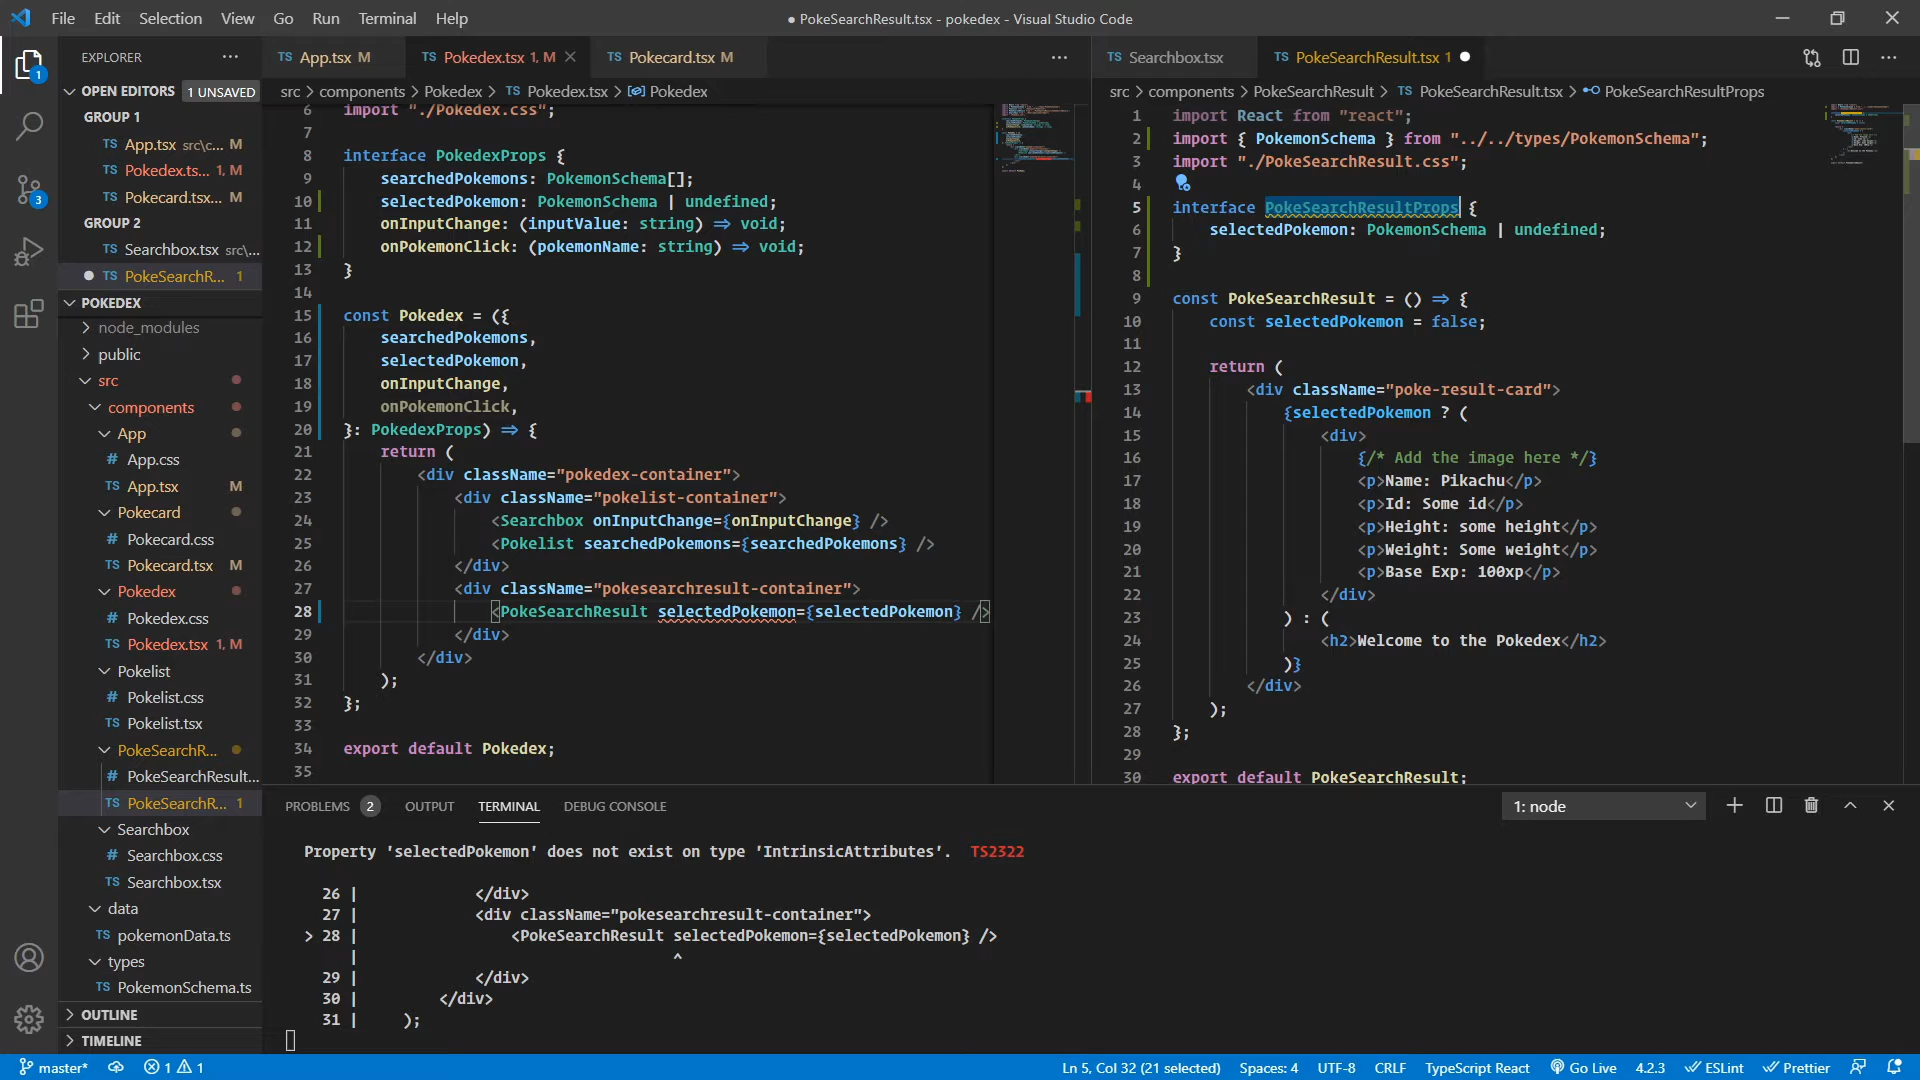 File Edit Selection View Go Run Terminal Help
● PokeSearchResult.tsx - pokedex - Visual Studio Code
EXPLORER
OPEN EDITORS 1 UNSAVED
GROUP 1
TS App.tsx src\c... M
TS Pokedex.ts... 1, M
TS Pokecard.tsx... M
GROUP 2
TS Searchbox.tsx src\...
● TS PokeSearchR... 1
POKEDEX
node_modules
public
src
components
App
# App.css
TS App.tsx M
Pokecard
# Pokecard.css
TS Pokecard.tsx M
Pokedex
# Pokedex.css
TS Pokedex.tsx 1, M
Pokelist
# Pokelist.css
TS Pokelist.tsx
PokeSearchR...
# PokeSearchResult...
TS PokeSearchR... 1
Searchbox
# Searchbox.css
TS Searchbox.tsx
data
TS pokemonData.ts
types
TS PokemonSchema.ts
OUTLINE
TIMELINE
1
3
TS App.tsx M TS Pokedex.tsx 1, M TS Pokecard.tsx M
src > components > Pokedex > TS Pokedex.tsx > Pokedex
6 import "./Pokedex.css";
7
8 interface PokedexProps {
9 searchedPokemons: PokemonSchema[];
10 selectedPokemon: PokemonSchema | undefined;
11 onInputChange: (inputValue: string) => void;
12 onPokemonClick: (pokemonName: string) => void;
13 }
14
15 const Pokedex = ({
16 searchedPokemons,
17 selectedPokemon,
18 onInputChange,
19 onPokemonClick,
20 }: PokedexProps) => {
21 return (
22 <div className="pokedex-container">
23 <div className="pokelist-container">
24 <Searchbox onInputChange={onInputChange} />
25 <Pokelist searchedPokemons={searchedPokemons} />
26 </div>
27 <div className="pokesearchresult-container">
28 <PokeSearchResult selectedPokemon={selectedPokemon} />
29 </div>
30 </div>
31 );
32 };
33
34 export default Pokedex;
35
TS Searchbox.tsx TS PokeSearchResult.tsx 1 ●
src > components > PokeSearchResult > TS PokeSearchResult.tsx > PokeSearchResultProps
1 import React from "react";
2 import { PokemonSchema } from "../../types/PokemonSchema";
3 import "./PokeSearchResult.css";
4
5 interface PokeSearchResultProps {
6 selectedPokemon: PokemonSchema | undefined;
7 }
8
9 const PokeSearchResult = () => {
10 const selectedPokemon = false;
11
12 return (
13 <div className="poke-result-card">
14 {selectedPokemon ? (
15 <div>
16 {/* Add the image here */}
17 <p>Name: Pikachu</p>
18 <p>Id: Some id</p>
19 <p>Height: some height</p>
20 <p>Weight: Some weight</p>
21 <p>Base Exp: 100xp</p>
22 </div>
23 ) : (
24 <h2>Welcome to the Pokedex</h2>
25 )}
26 </div>
27 );
28 };
29
30 export default PokeSearchResult;
PROBLEMS 2 OUTPUT TERMINAL DEBUG CONSOLE 1: node
Property 'selectedPokemon' does not exist on type 'IntrinsicAttributes'. TS2322
26 | </div>
27 | <div className="pokesearchresult-container">
> 28 | <PokeSearchResult selectedPokemon={selectedPokemon} />
| ^
29 | </div>
30 | </div>
31 | );
master* 1 1 Ln 5, Col 32 (21 selected) Spaces: 4 UTF-8 CRLF TypeScript React Go Live 4.2.3 ESLint Prettier